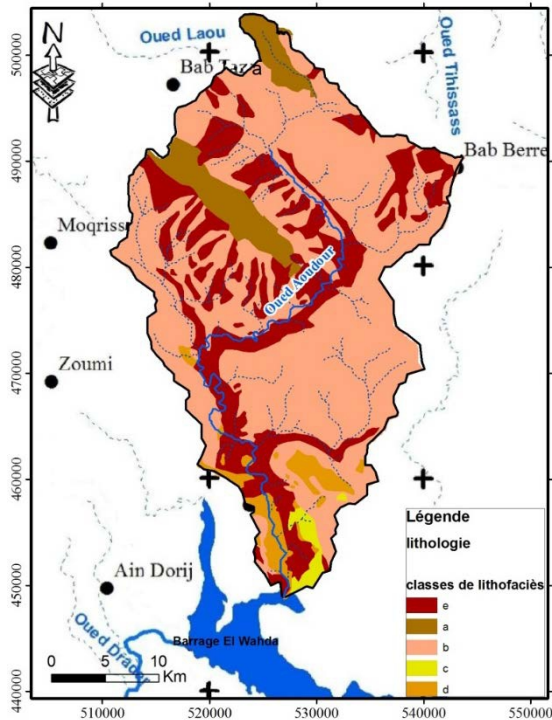 N
Oued Laou
Bab Taza
Oued Tihissass
Bab Berre
Moqriss
Oued Aoudour
Zoumi
Ain Dorij
Oued Dradar
Barrage El Wahda
0 5 10
Km
Légende
lithologie
classes de lithofaciès
e
a
b
c
d
500000
490000
480000
470000
460000
450000
440000
510000 520000 530000 540000 550000